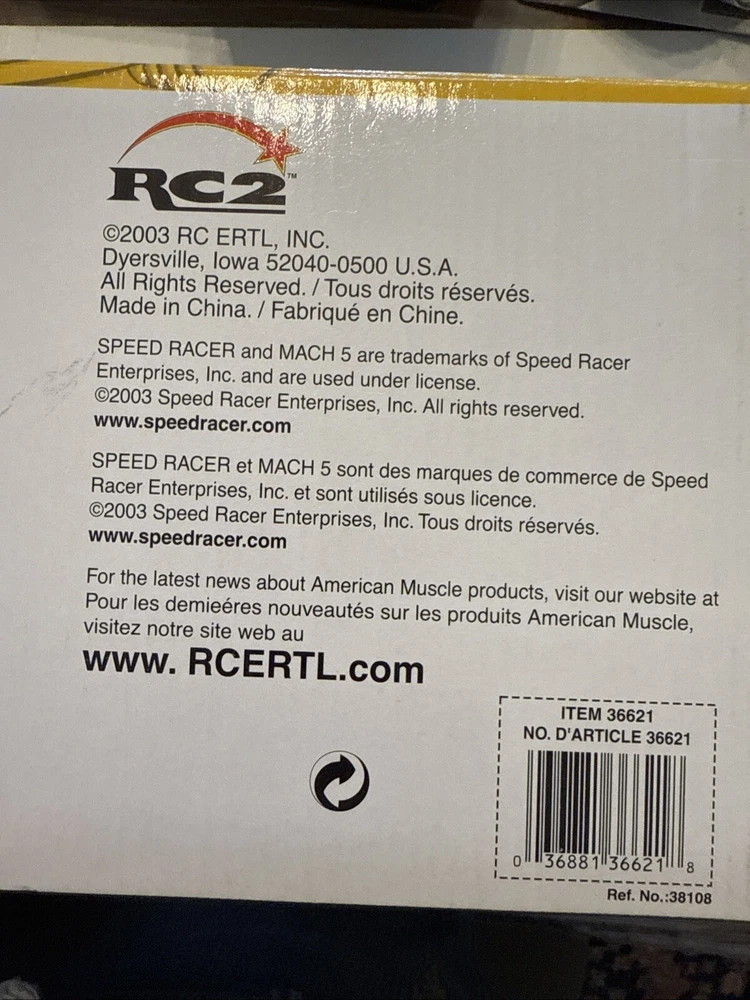 RC2™
©2003 RC ERTL, INC.
Dyersville, Iowa 52040-0500 U.S.A.
All Rights Reserved. / Tous droits réservés.
Made in China. / Fabriqué en Chine.
SPEED RACER and MACH 5 are trademarks of Speed Racer
Enterprises, Inc. and are used under license.
©2003 Speed Racer Enterprises, Inc. All rights reserved.
www.speedracer.com
SPEED RACER et MACH 5 sont des marques de commerce de Speed
Racer Enterprises, Inc. et sont utilisés sous licence.
©2003 Speed Racer Enterprises, Inc. Tous droits réservés.
www.speedracer.com
For the latest news about American Muscle products, visit our website at
Pour les demieéres nouveautés sur les produits American Muscle,
visitez notre site web au
www. RCERTL.com
ITEM 36621
NO. D'ARTICLE 36621
0 36881 36621 8
Ref. No.:38108